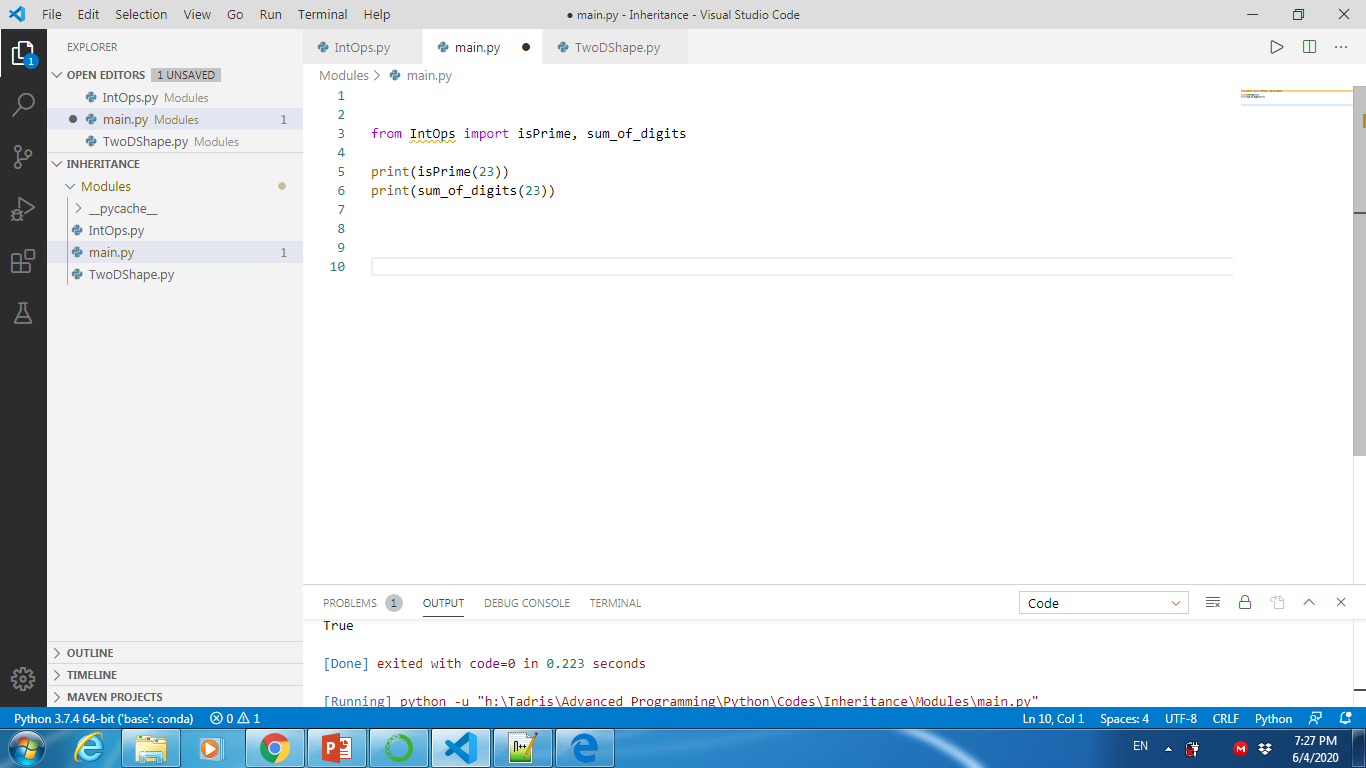 File Edit Selection View Go Run Terminal Help
● main.py - Inheritance - Visual Studio Code
1
EXPLORER
OPEN EDITORS 1 UNSAVED
IntOps.py Modules
● main.py Modules 1
TwoDShape.py Modules
INHERITANCE
Modules
__pycache__
IntOps.py
main.py 1
TwoDShape.py
OUTLINE
TIMELINE
MAVEN PROJECTS
IntOps.py main.py ● TwoDShape.py
Modules > main.py
1
2
3 from IntOps import isPrime, sum_of_digits
4
5 print(isPrime(23))
6 print(sum_of_digits(23))
7
8
9
10
PROBLEMS 1 OUTPUT DEBUG CONSOLE TERMINAL Code
True
[Done] exited with code=0 in 0.223 seconds
[Running] python -u "h:\Tadris\Advanced Programming\Python\Codes\Inheritance\Modules\main.py"
Python 3.7.4 64-bit ('base': conda) 0 1 Ln 10, Col 1 Spaces: 4 UTF-8 CRLF Python
EN 7:27 PM
6/4/2020